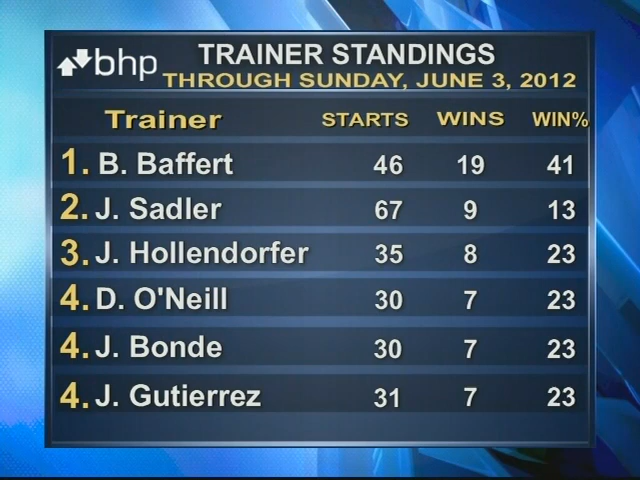 bhp TRAINER STANDINGS
THROUGH SUNDAY, JUNE 3, 2012
Trainer STARTS WINS WIN%
1. B. Baffert 46 19 41
2. J. Sadler 67 9 13
3. J. Hollendorfer 35 8 23
4. D. O'Neill 30 7 23
4. J. Bonde 30 7 23
4. J. Gutierrez 31 7 23